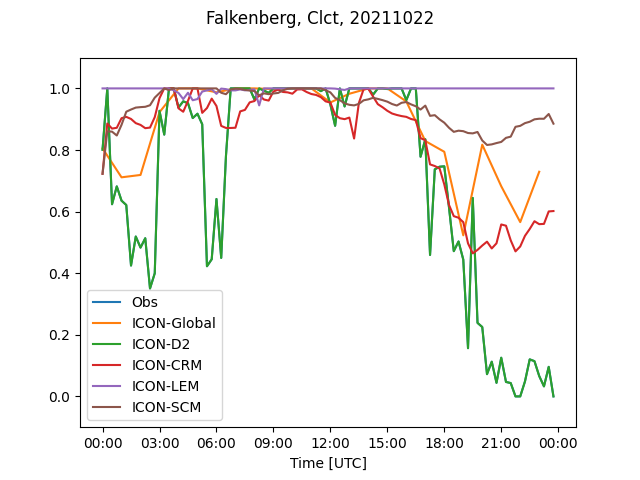 Falkenberg, Clct, 20211022
1.0
0.8
0.6
0.4
0.2
0.0
Obs
ICON-Global
ICON-D2
ICON-CRM
ICON-LEM
ICON-SCM
00:00 03:00 06:00 09:00 12:00 15:00 18:00 21:00 00:00
Time [UTC]